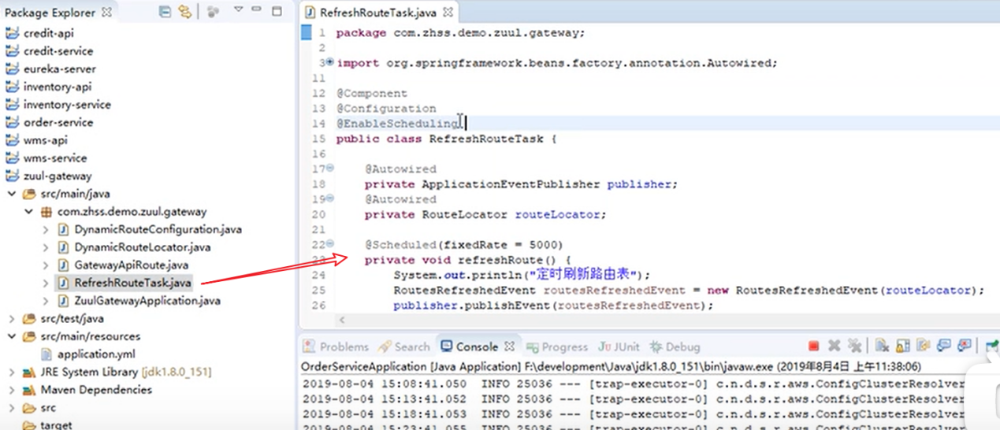 Package Explorer
credit-api
credit-service
eureka-server
inventory-api
inventory-service
order-service
wms-api
wms-service
zuul-gateway
src/main/java
com.zhss.demo.zuul.gateway
DynamicRouteConfiguration.java
DynamicRouteLocator.java
GatewayApiRoute.java
RefreshRouteTask.java
ZuulGatewayApplication.java
src/test/java
src/main/resources
application.yml
JRE System Library [jdk1.8.0_151]
Maven Dependencies
src
target
RefreshRouteTask.java
1 package com.zhss.demo.zuul.gateway;
2
3 import org.springframework.beans.factory.annotation.Autowired;
11
12 @Component
13 @Configuration
14 @EnableScheduling
15 public class RefreshRouteTask {
16
17 @Autowired
18 private ApplicationEventPublisher publisher;
19 @Autowired
20 private RouteLocator routeLocator;
21
22 @Scheduled(fixedRate = 5000)
23 private void refreshRoute() {
24 System.out.println("定时刷新路由表");
25 RoutesRefreshedEvent routesRefreshedEvent = new RoutesRefreshedEvent(routeLocator);
26 publisher.publishEvent(routesRefreshedEvent);
Problems Search Console Progress JUnit Debug
OrderServiceApplication [Java Application] F:\development\Java\jdk1.8.0_151\bin\javaw.exe (2019年8月4日 上午11:38:06)
2019-08-04 15:08:41.050 INFO 25036 --- [trap-executor-0] c.n.d.s.r.aws.ConfigClusterResolver
2019-08-04 15:13:41.052 INFO 25036 --- [trap-executor-0] c.n.d.s.r.aws.ConfigClusterResolver
2019-08-04 15:18:41.053 INFO 25036 --- [trap-executor-0] c.n.d.s.r.aws.ConfigClusterResolver
2019-08-04 15:23:41.055 INFO 25036 --- [trap-executor-0] c.n.d.s.r.aws.ConfigClusterResolver